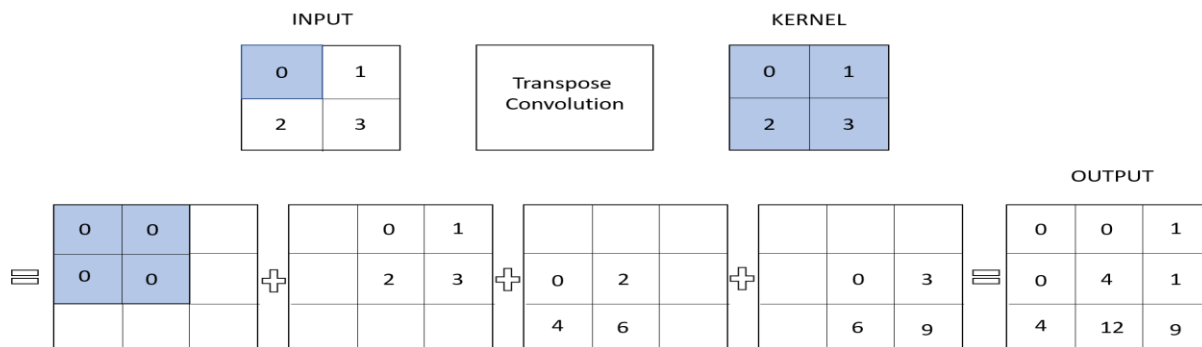 INPUT KERNEL
0 1 Transpose Convolution 0 1
2 3 2 3
OUTPUT
0 0 0 1 0 0 1
= 0 0 + 2 3 + 0 2 + 0 3 = 0 4 1
4 6 6 9 4 12 9